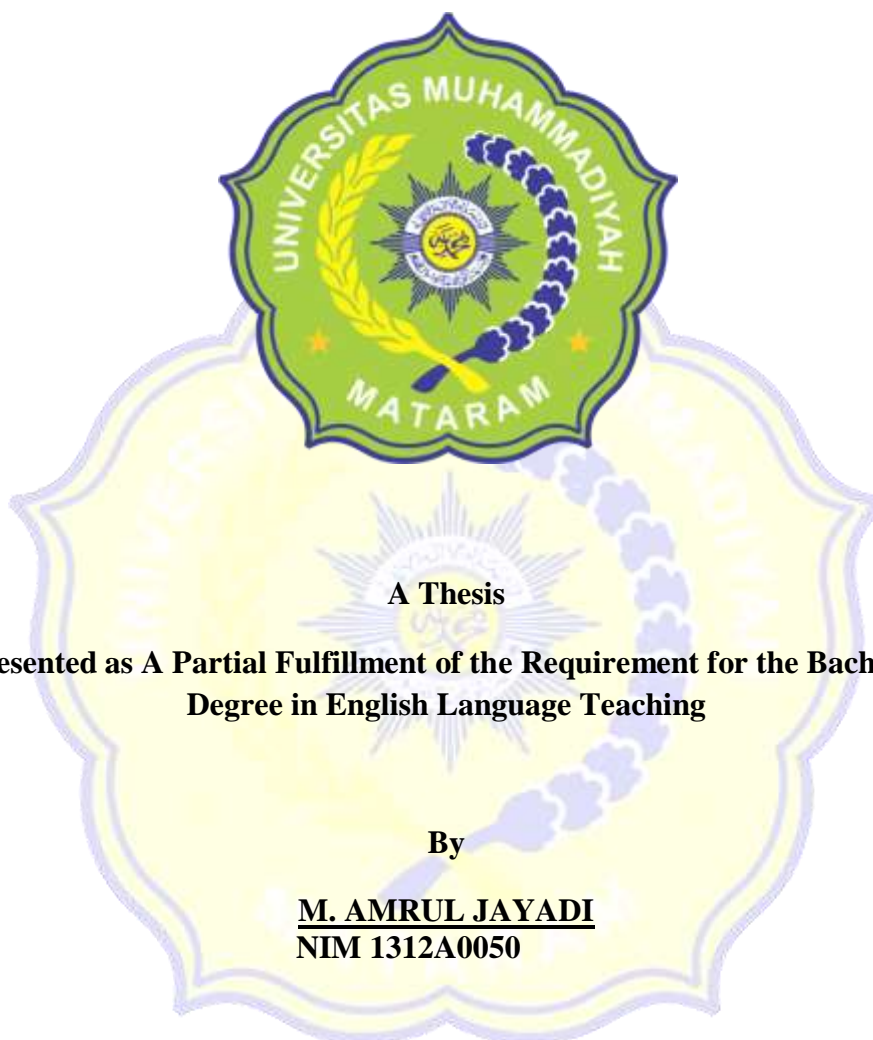 UNIVERSITAS MUHAMMADIYAH
MATARAM
A Thesis
esented as A Partial Fulfillment of the Requirement for the Bach
Degree in English Language Teaching
By
M. AMRUL JAYADI
NIM 1312A0050